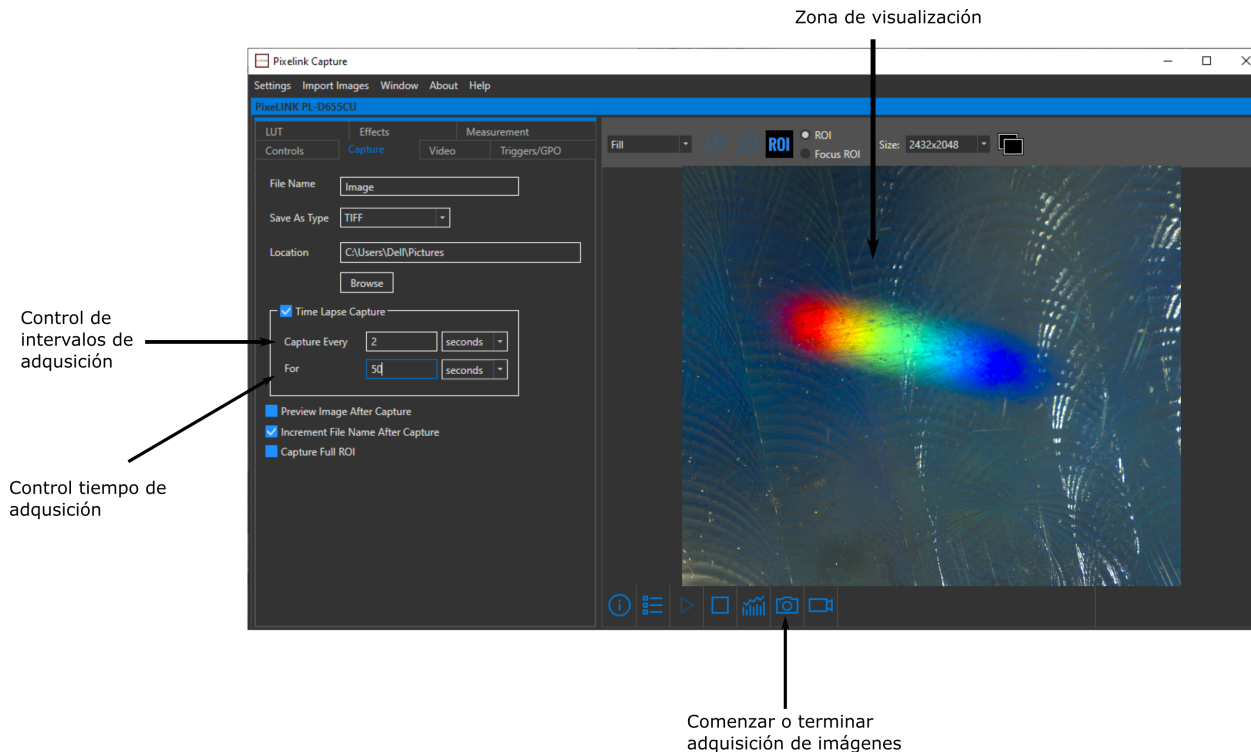 Zona de visualización
Pixelink Capture
Settings Import Images Window About Help
PixeLINK PL-D655CU
LUT Effects Measurement
Controls Capture Video Triggers/GPO
File Name Image
Save As Type TIFF
Location C:\Users\Dell\Pictures
Browse
Time Lapse Capture
Capture Every 2 seconds
For 50 seconds
Preview Image After Capture
Increment File Name After Capture
Capture Full ROI
Fill ROI ROI Size: 2432x2048
Focus ROI
Control de
intervalos de
adqusición
Control tiempo de
adqusición
Comenzar o terminar
adquisición de imágenes